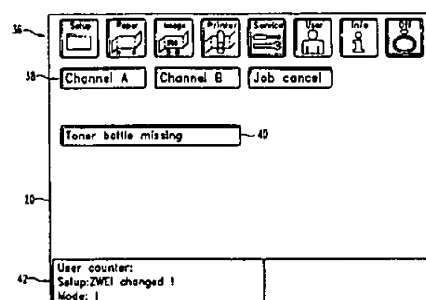 36 Setup Paper Image Printer Service User Info Off
38 Channel A Channel B Job cancel
Toner bottle missing 40
10
User counter:
42 Setup:ZWEI changed !
Mode: |